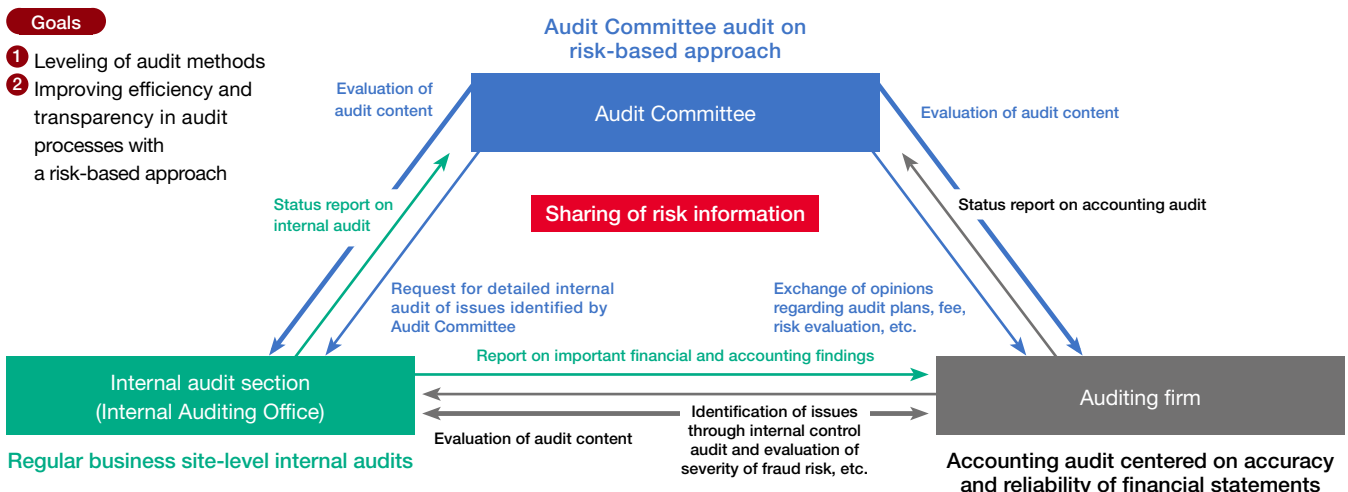 Goals
1 Leveling of audit methods
2 Improving efficiency and
transparency in audit
processes with
a risk-based approach
Audit Committee audit on
risk-based approach
Audit Committee
Evaluation of
audit content
Evaluation of audit content
Status report on
internal audit
Sharing of risk information
Status report on accounting audit
Request for detailed internal
audit of issues identified by
Audit Committee
Exchange of opinions
regarding audit plans, fee,
risk evaluation, etc.
Report on important financial and accounting findings
Internal audit section
(Internal Auditing Office)
Auditing firm
Evaluation of audit content
Identification of issues
through internal control
audit and evaluation of
severity of fraud risk, etc.
Regular business site-level internal audits
Accounting audit centered on accuracy
and reliability of financial statements